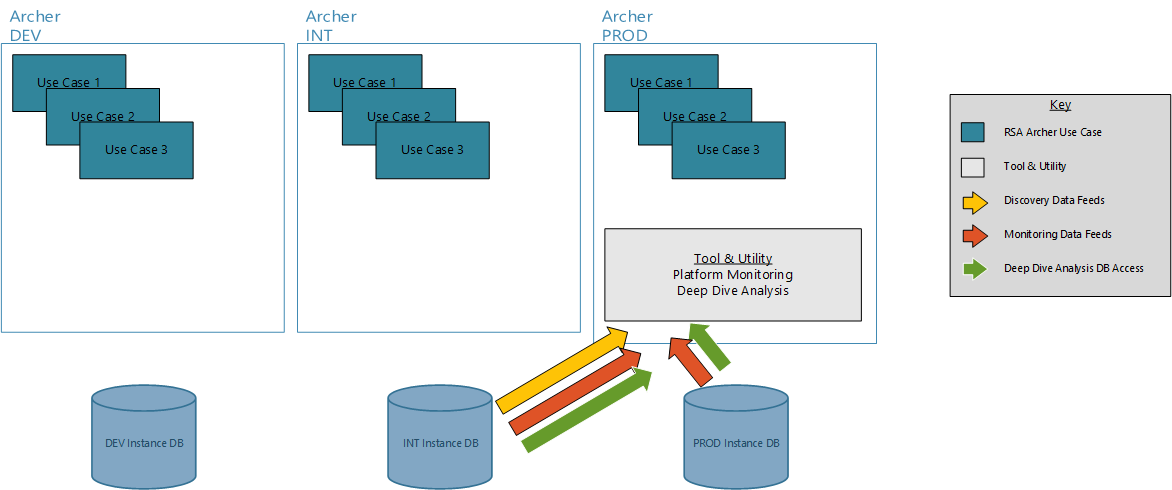 Archer
DEV
Archer
INT
Archer
PROD
Use Case 1
Use Case 2
Use Case 3
Use Case 1
Use Case 2
Use Case 3
Use Case 1
Use Case 2
Use Case 3
Tool & Utility
Platform Monitoring
Deep Dive Analysis
DEV Instance DB
INT Instance DB
PROD Instance DB
Key
RSA Archer Use Case
Tool & Utility
Discovery Data Feeds
Monitoring Data Feeds
Deep Dive Analysis DB Access